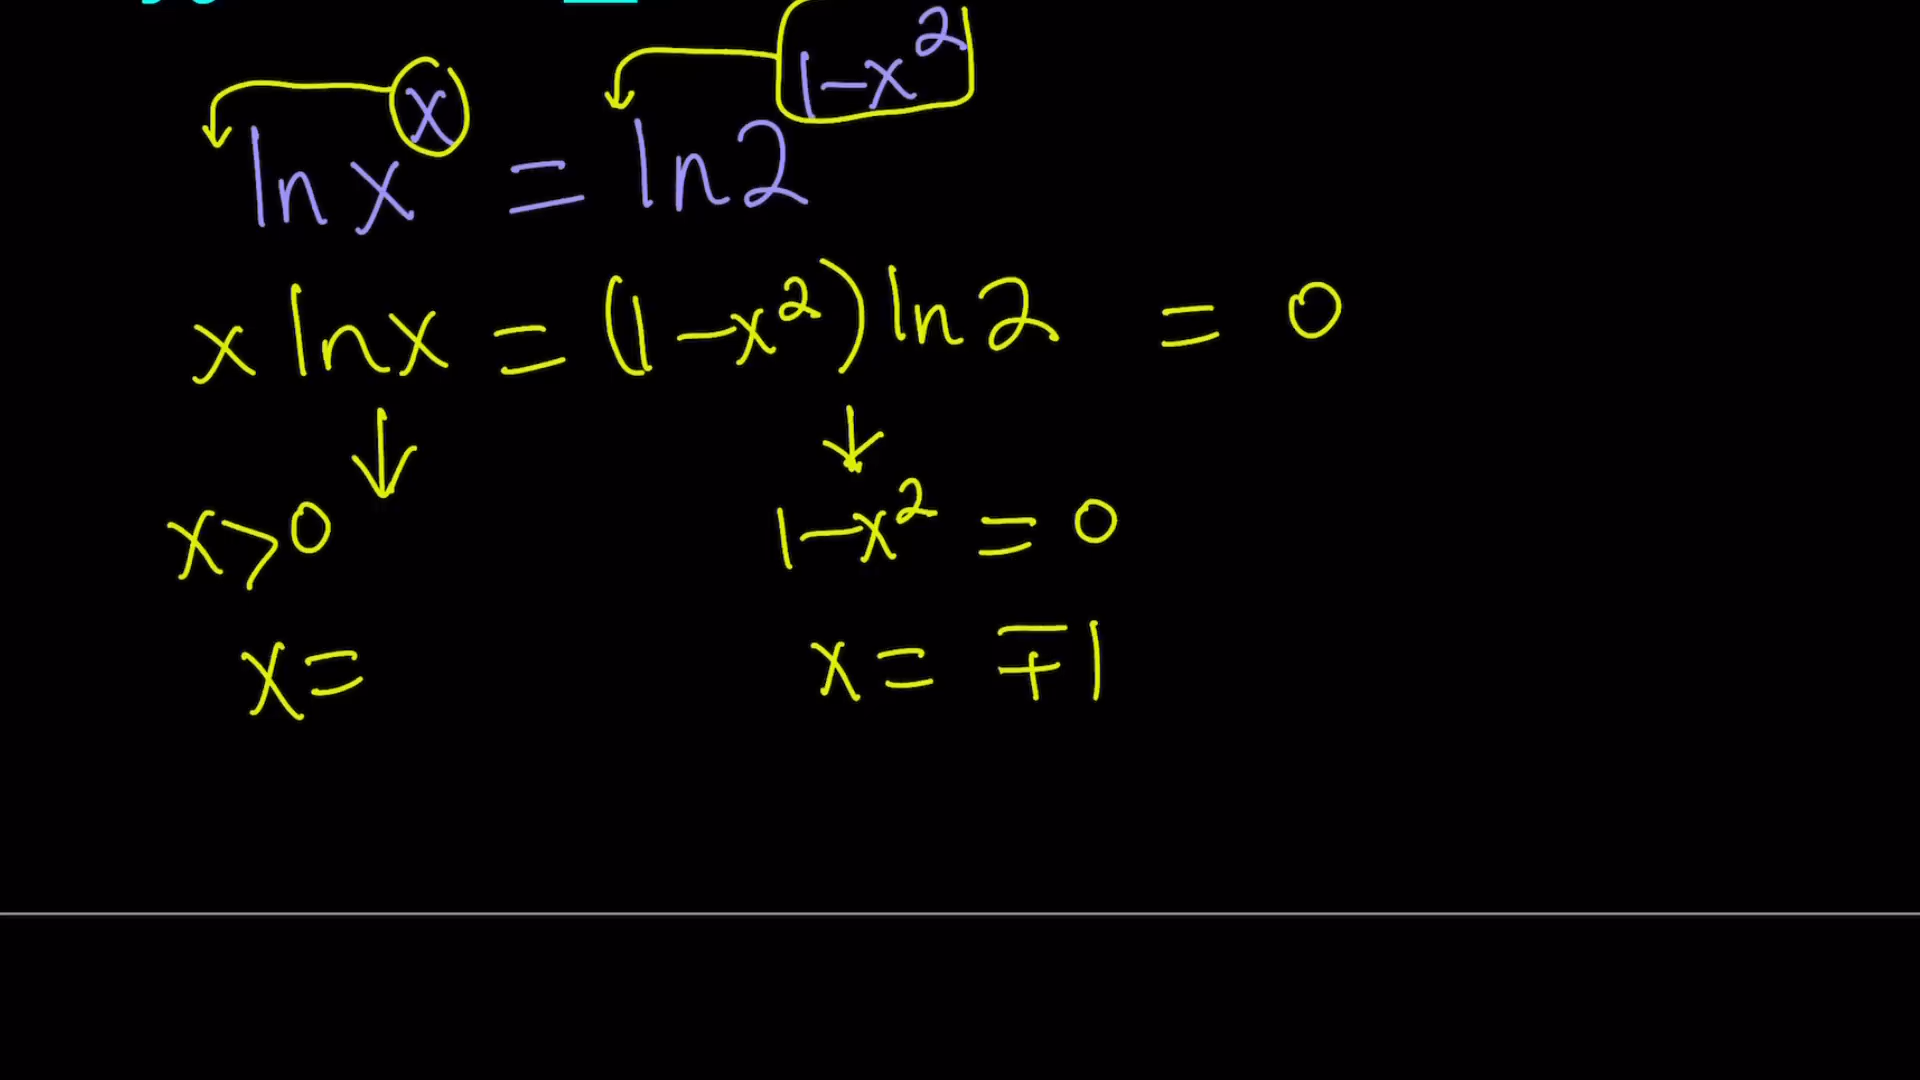 ln x^x = ln 2^{1-x^2}
x ln x = (1-x^2) ln 2 = 0
x>0 1-x^2 = 0
x= x= ∓1